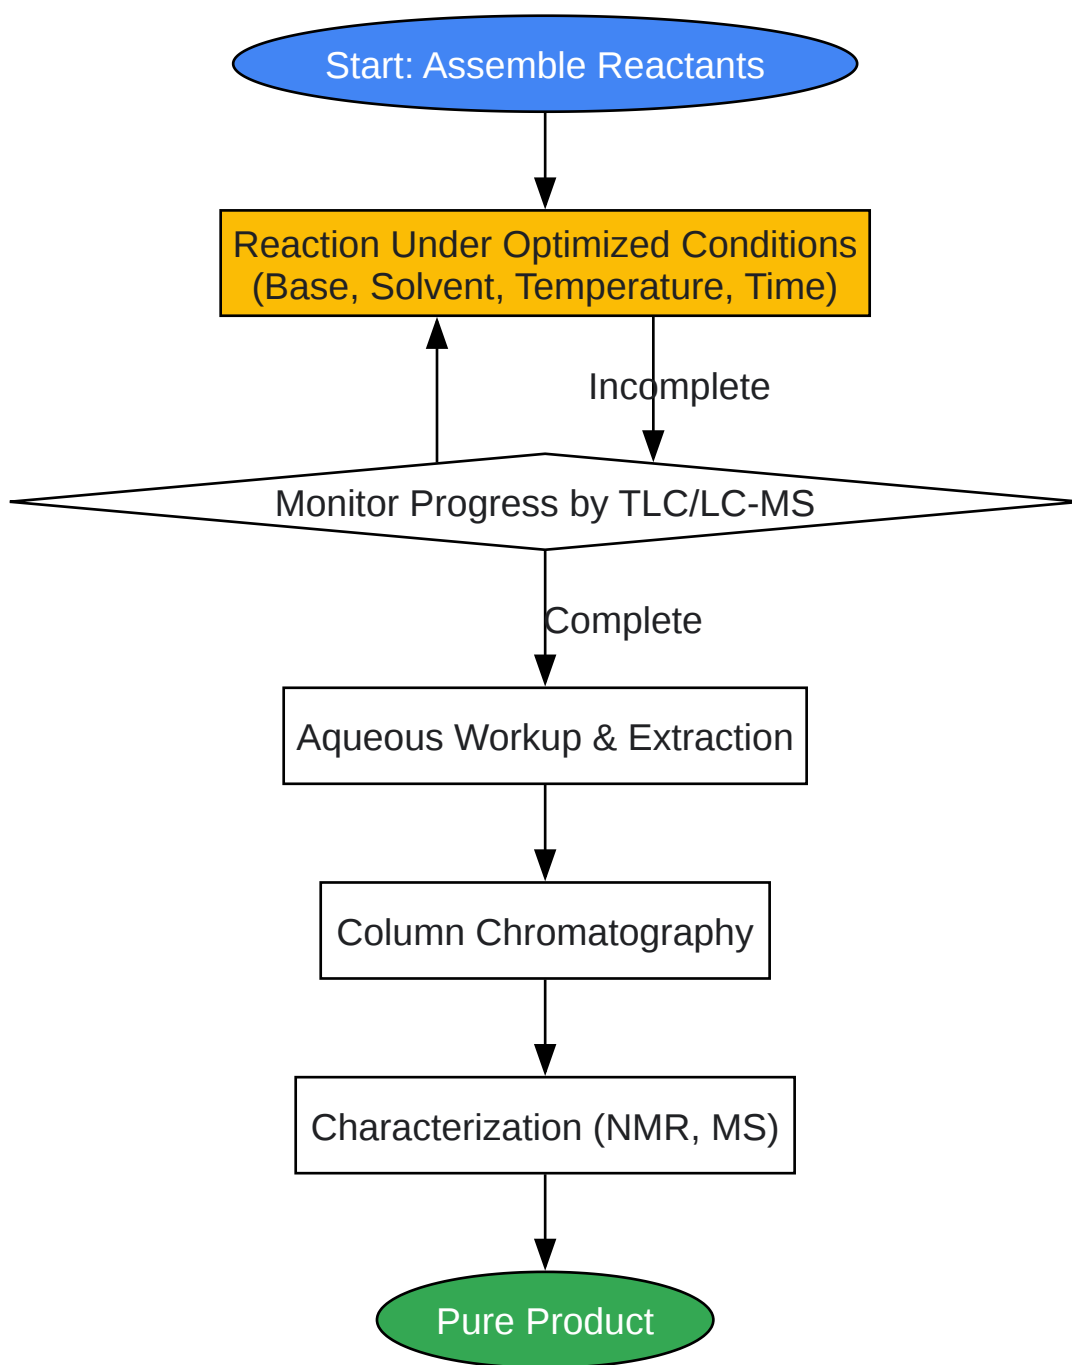 Start: Assemble Reactants
Reaction Under Optimized Conditions
(Base, Solvent, Temperature, Time)
Incomplete
Monitor Progress by TLC/LC-MS
Complete
Aqueous Workup & Extraction
Column Chromatography
Characterization (NMR, MS)
Pure Product